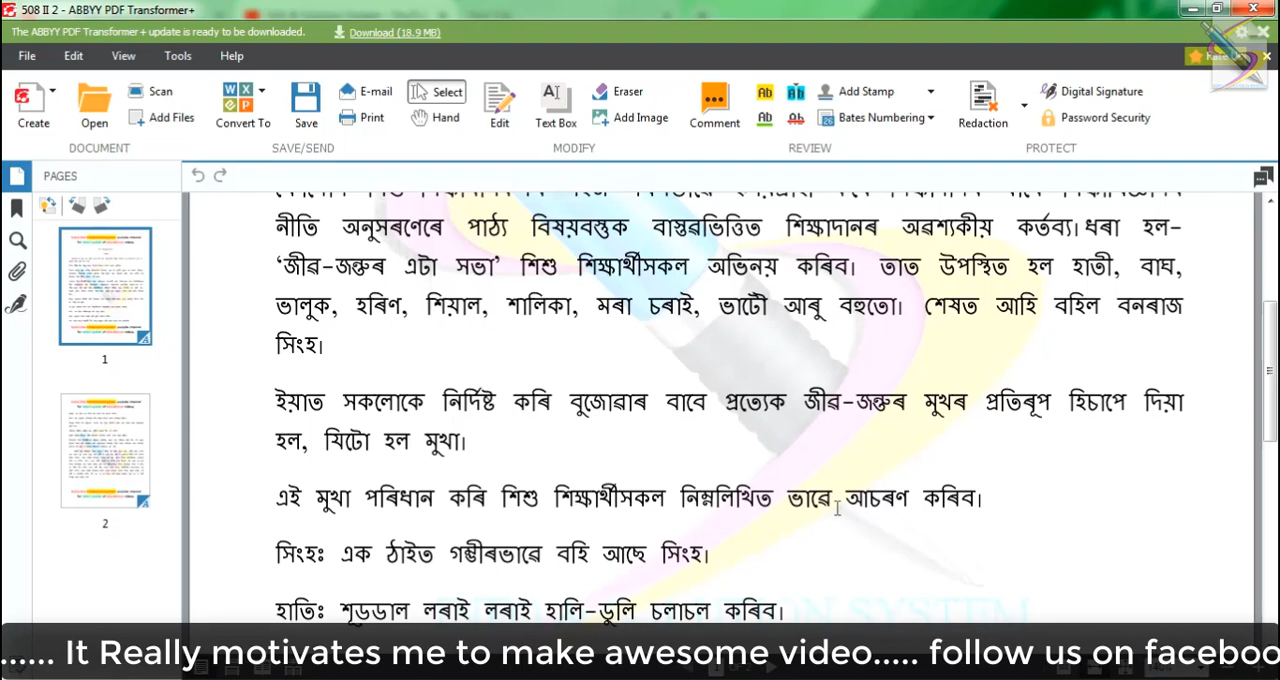 508 II 2 - ABBYY PDF Transformer+
The ABBYY PDF Transformer+ update is ready to be downloaded. Download (18.9 MB)
File Edit View Tools Help
Create Open Scan Add Files Convert To Save E-mail Print Select Hand Edit Text Box Eraser Add Image Comment Add Stamp Bates Numbering Redaction Digital Signature Password Security
DOCUMENT SAVE/SEND MODIFY REVIEW PROTECT
PAGES
নীতি অনুসৰণেৰে পাঠ্য বিষয়বস্তুক বাস্তৱভিত্তিত শিক্ষাদানৰ অৱশ্যকীয় কৰ্তব্য। ধৰা হল-
‘জীৱ-জন্তুৰ এটা সভা’ শিশু শিক্ষাৰ্থীসকল অভিনয় কৰিব। তাত উপস্থিত হল হাতী, বাঘ,
ভালুক, হৰিণ, শিয়াল, শালিকা, মৰা চৰাই, ভাটৌ আৰু বহুতো। শেষত আহি বহিল বনৰাজ
সিংহ।
ইয়াত সকলোকে নিৰ্দিষ্ট কৰি বুজোৱাৰ বাবে প্ৰত্যেক জীৱ-জন্তুৰ মুখৰ প্ৰতিৰূপ হিচাপে দিয়া
হল, যিটো হল মুখা।
এই মুখা পৰিধান কৰি শিশু শিক্ষাৰ্থীসকল নিম্নলিখিত ভাৱে আচৰণ কৰিব।
সিংহঃ এক ঠাইত গম্ভীৰভাৱে বহি আছে সিংহ।
হাতিঃ শূড়ডাল লৰাই লৰাই হালি-ডুলি চলাচল কৰিব।
1
2
...... It Really motivates me to make awesome video..... follow us on faceboo